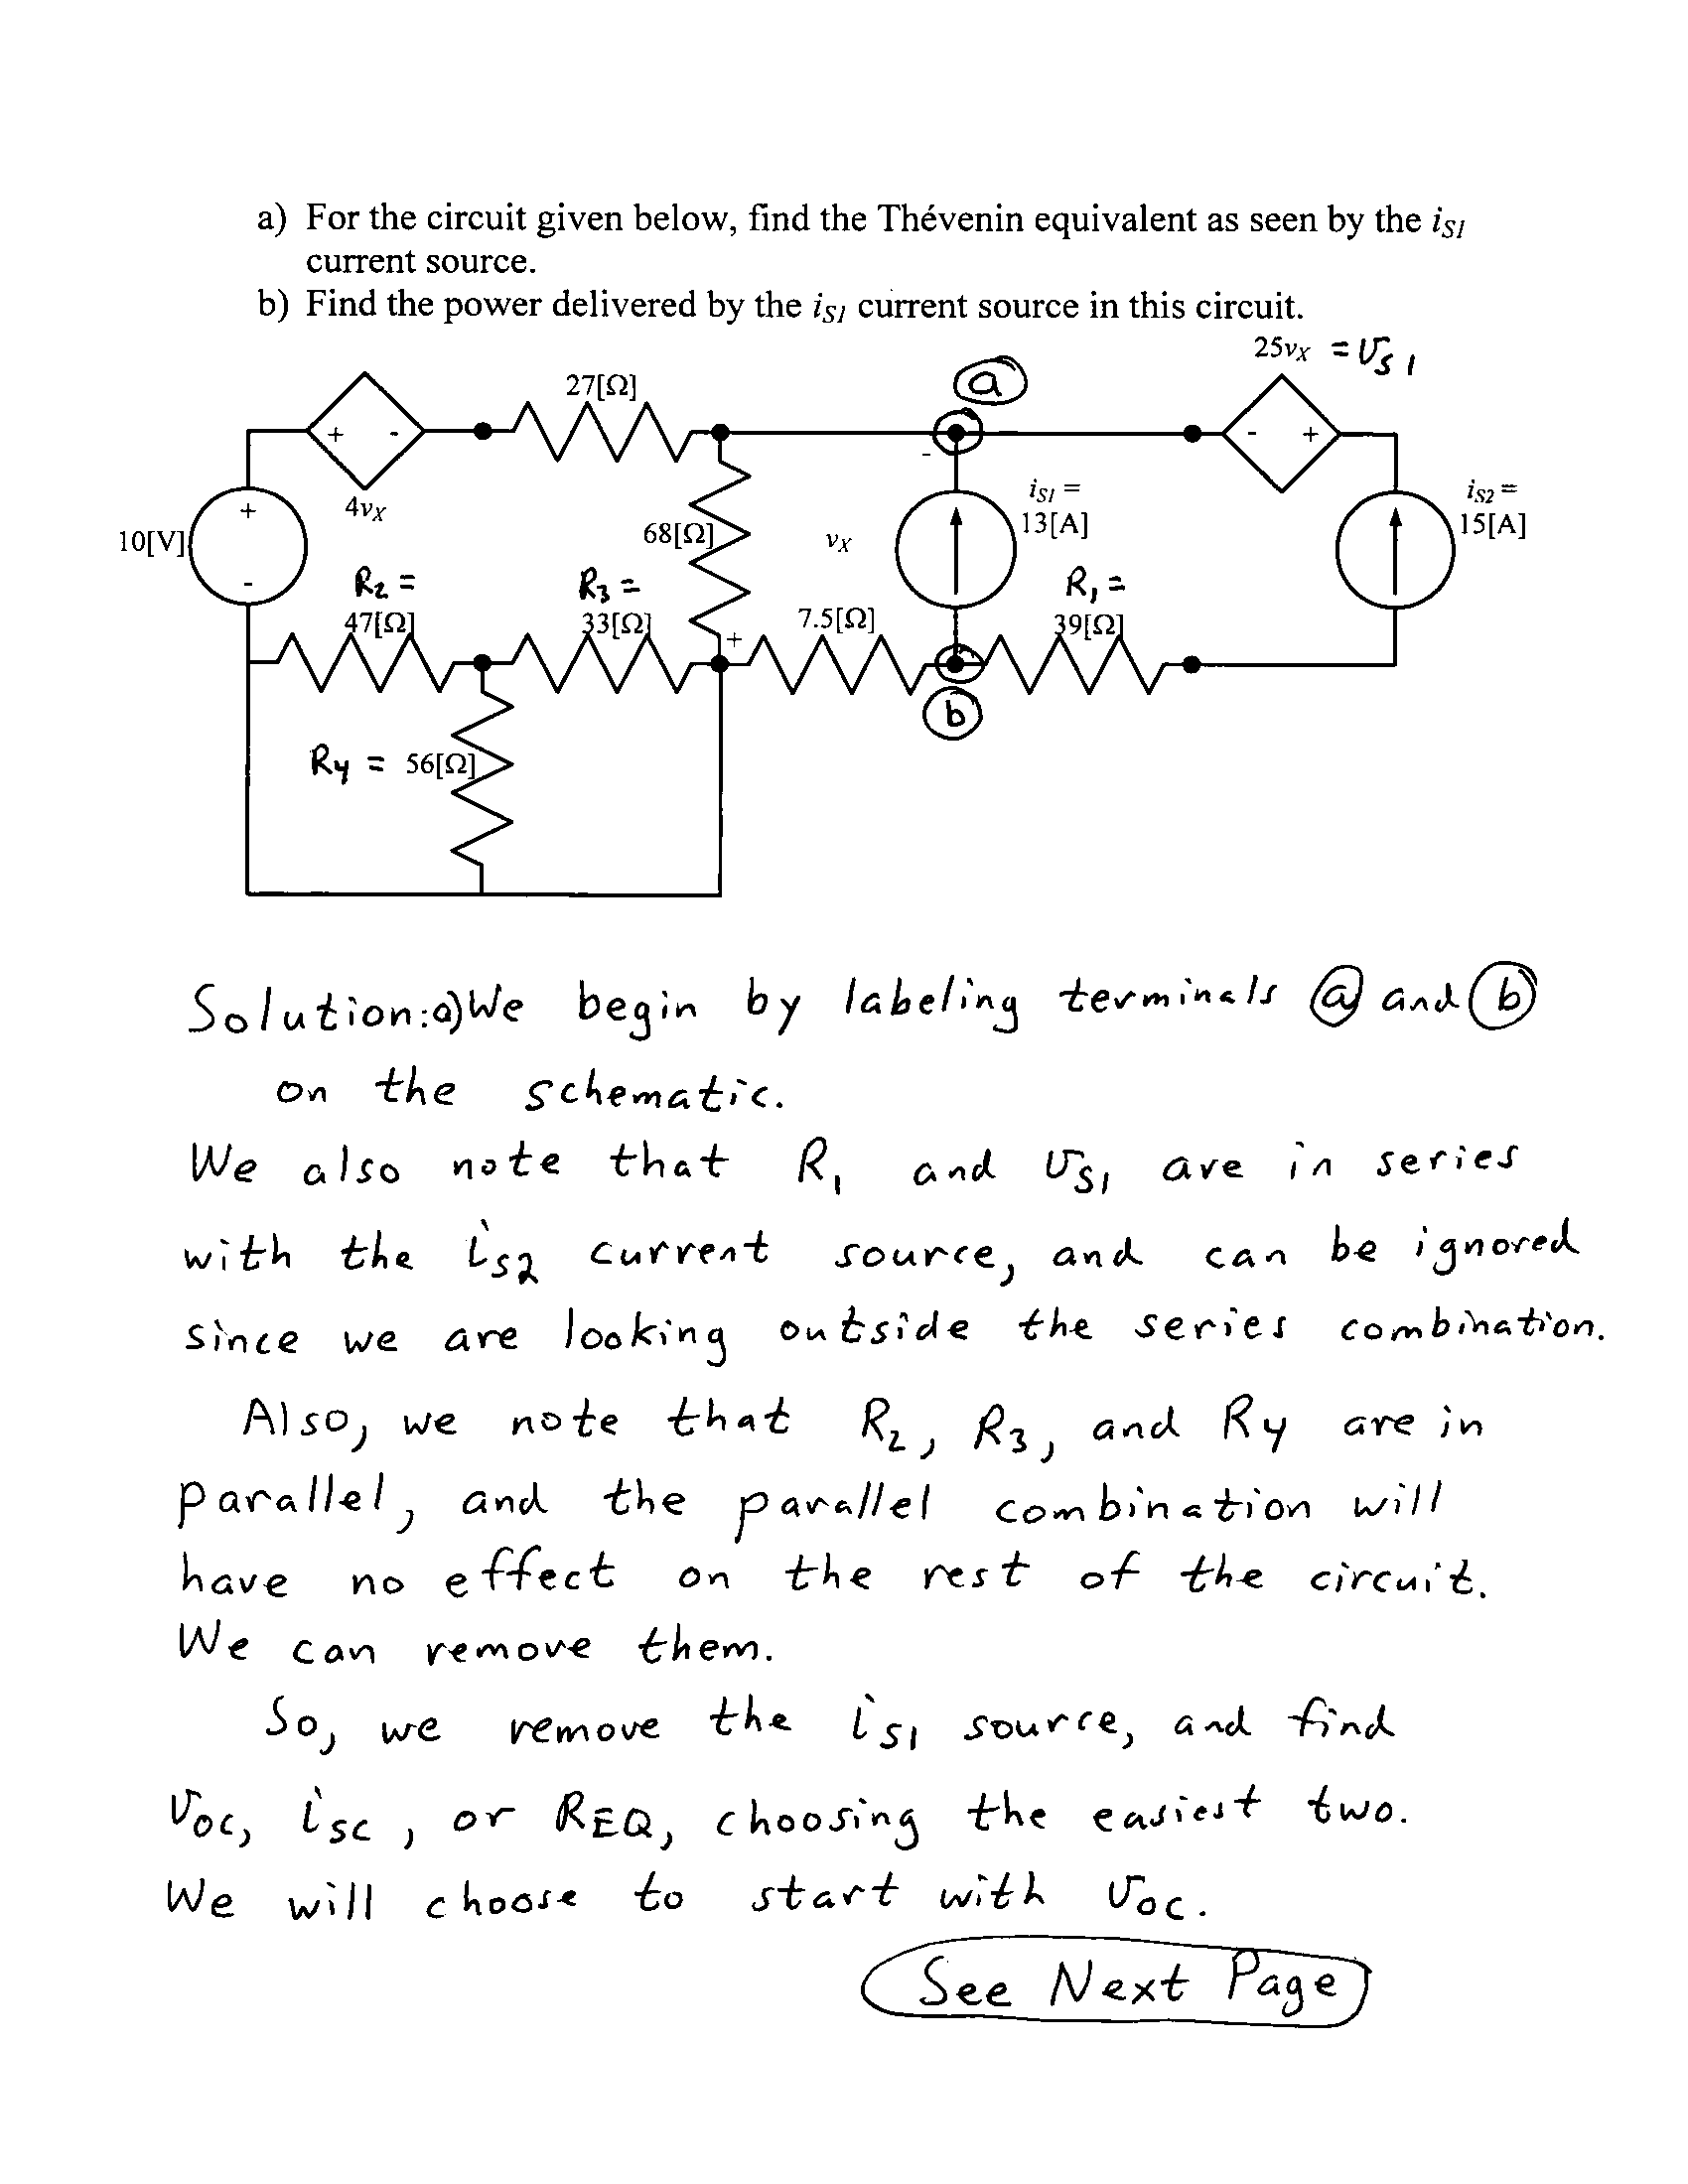 a) For the circuit given below, find the Thévenin equivalent as seen by the iS1
current source.
b) Find the power delivered by the iS1 current source in this circuit.
25vX = vS1
a
27[Ω]
+ -
- +
-
4vX
iS1 =
13[A]
iS2 =
15[A]
+
10[V]
-
68[Ω]
vX
R2 =
47[Ω]
R3 =
33[Ω]
+
7.5[Ω]
R1 =
39[Ω]
b
R4 = 56[Ω]
Solution: a) We begin by labeling terminals a and b
on the schematic.
We also note that R1 and vS1 are in series
with the iS2 current source, and can be ignored
since we are looking outside the series combination.
Also, we note that R2, R3, and R4 are in
parallel, and the parallel combination will
have no effect on the rest of the circuit.
We can remove them.
So, we remove the iS1 source, and find
vOC, iSC, or REQ, choosing the easiest two.
We will choose to start with vOC.
See Next Page